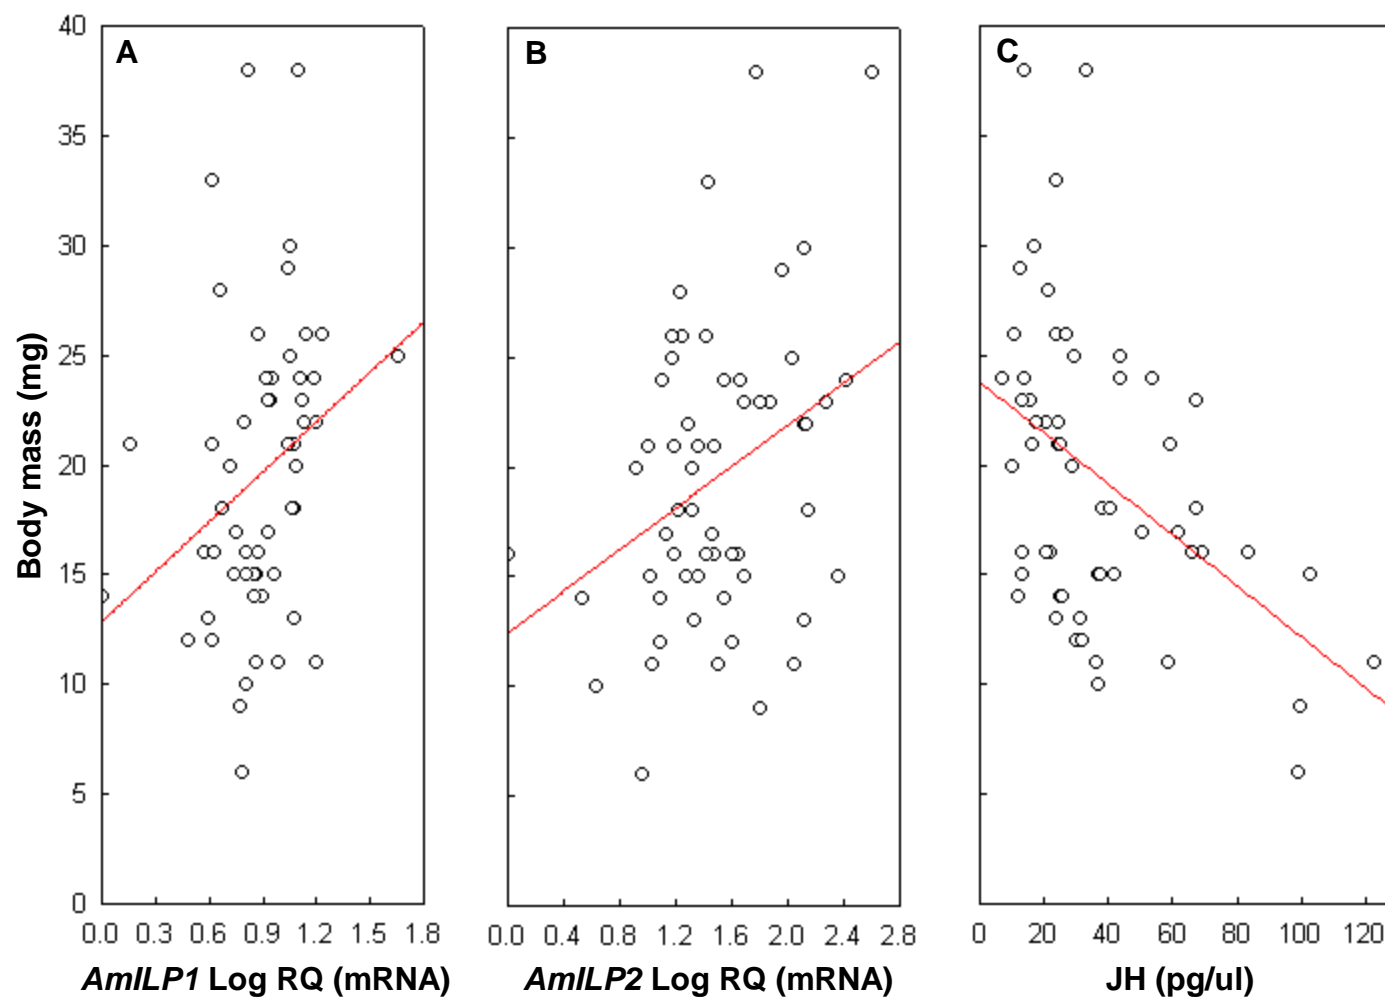 A
B
C
40
35
30
25
20
15
10
5
0
Body mass (mg)
0.0 0.3 0.6 0.9 1.2 1.5 1.8
0.0 0.4 0.8 1.2 1.6 2.0 2.4 2.8
0 20 40 60 80 100 120
AmILP1 Log RQ (mRNA)
AmILP2 Log RQ (mRNA)
JH (pg/ul)